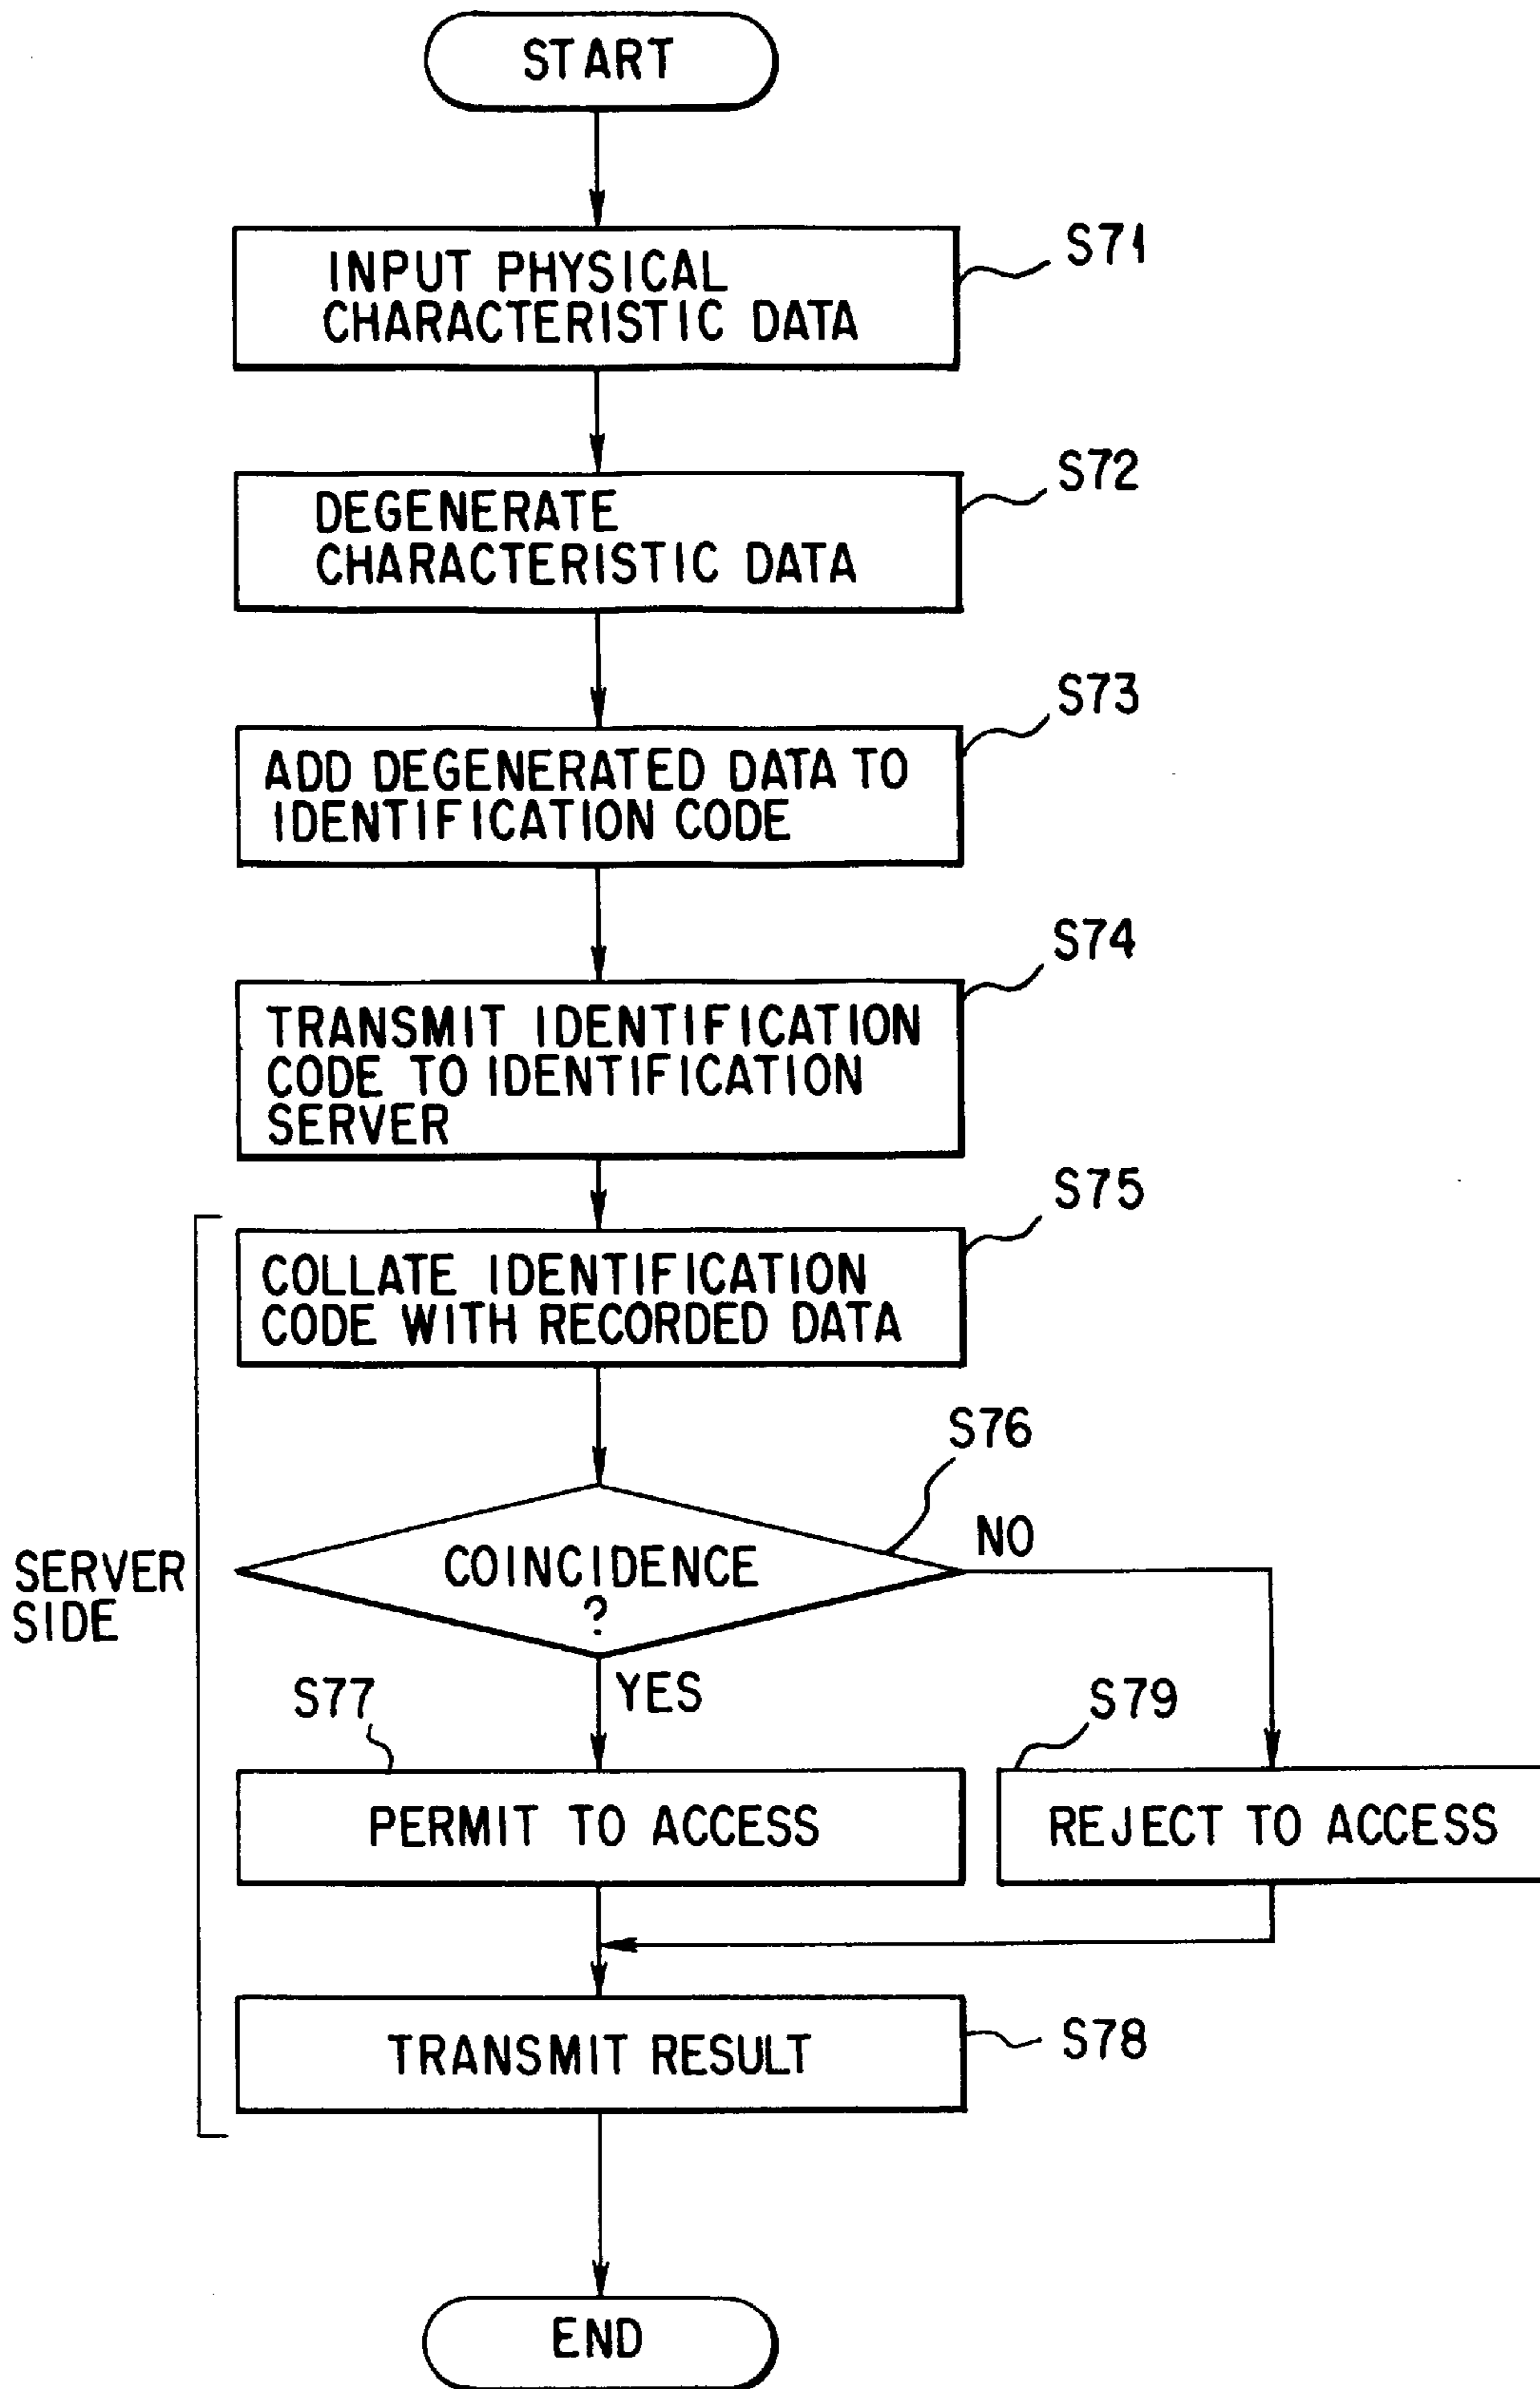 START
S71
INPUT PHYSICAL
CHARACTERISTIC DATA
S72
DEGENERATE
CHARACTERISTIC DATA
S73
ADD DEGENERATED DATA TO
IDENTIFICATION CODE
S74
TRANSMIT IDENTIFICATION
CODE TO IDENTIFICATION
SERVER
S75
COLLATE IDENTIFICATION
CODE WITH RECORDED DATA
S76
NO
COINCIDENCE
?
SERVER
SIDE
YES
S77
S79
PERMIT TO ACCESS
REJECT TO ACCESS
TRANSMIT RESULT
S78
END